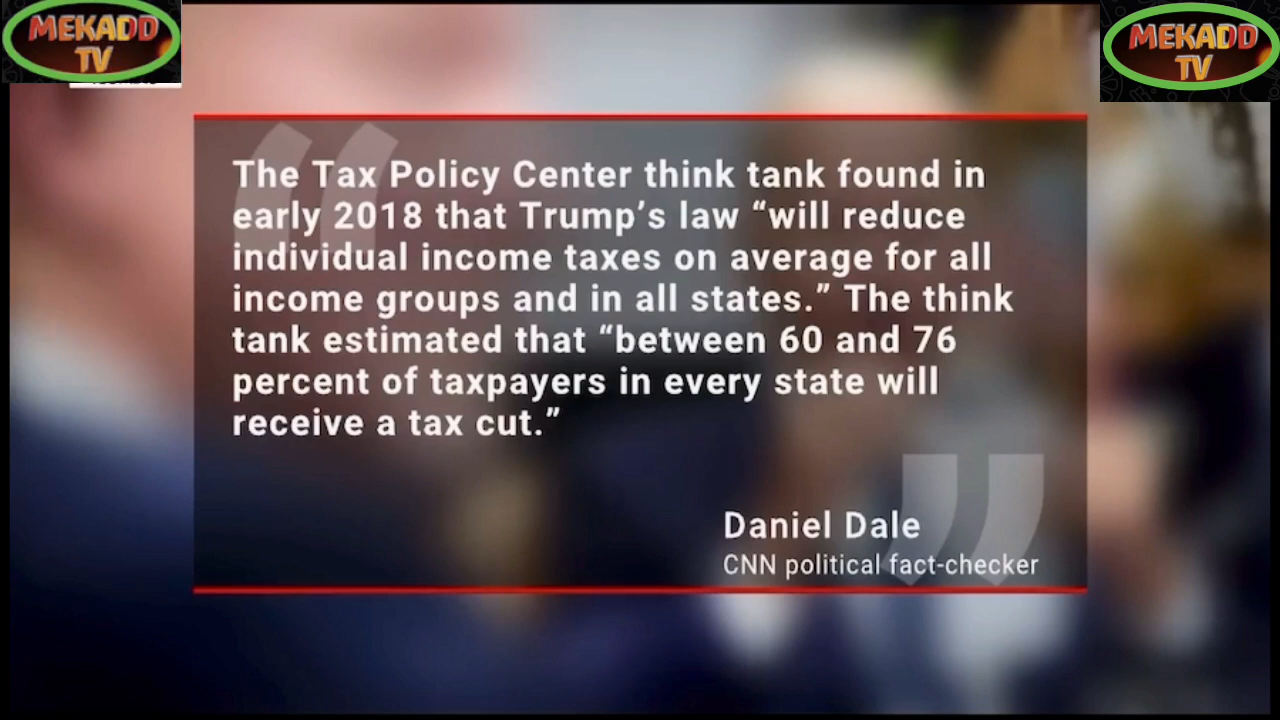 MEKADD
TV
MEKADD
TV
The Tax Policy Center think tank found in
early 2018 that Trump’s law “will reduce
individual income taxes on average for all
income groups and in all states.” The think
tank estimated that “between 60 and 76
percent of taxpayers in every state will
receive a tax cut.”
Daniel Dale
CNN political fact-checker